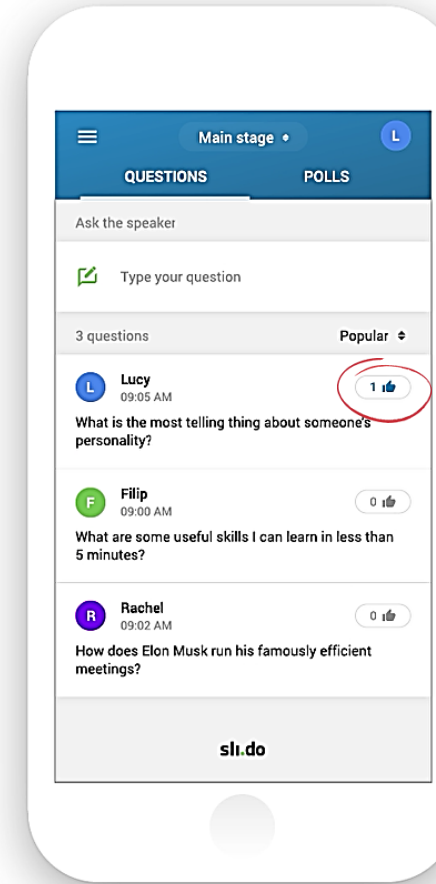 Main stage
L
QUESTIONS POLLS
Ask the speaker
Type your question
3 questions Popular
L Lucy 1
09:05 AM
What is the most telling thing about someone's
personality?
F Filip 0
09:00 AM
What are some useful skills I can learn in less than
5 minutes?
R Rachel 0
09:02 AM
How does Elon Musk run his famously efficient
meetings?
sli.do